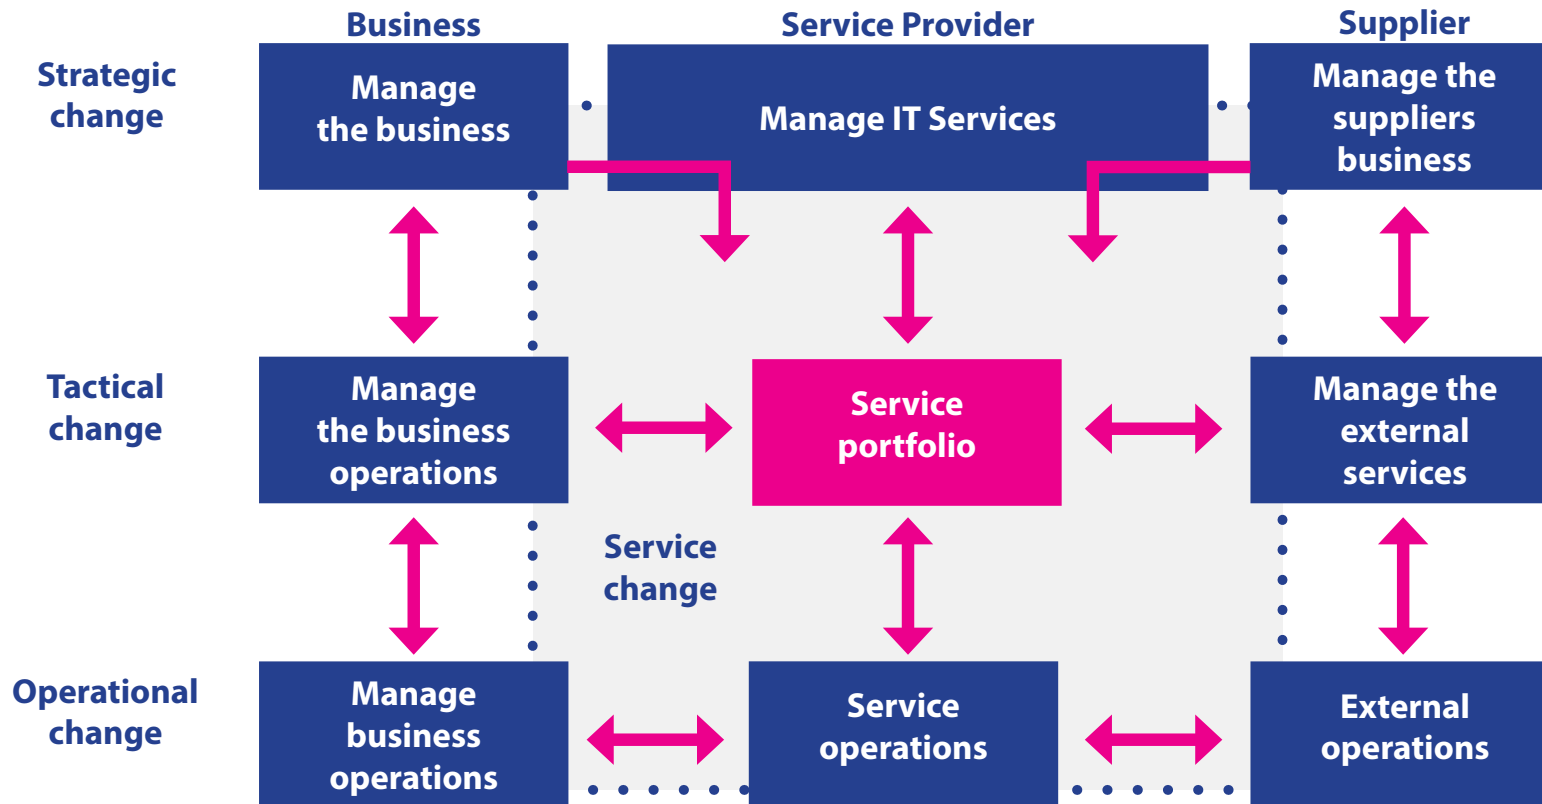 Business
Service Provider
Supplier
Strategic
change
Manage
the business
Manage IT Services
Manage the
suppliers
business
Tactical
change
Manage
the business
operations
Service
portfolio
Manage the
external
services
Service
change
Operational
change
Manage
business
operations
Service
operations
External
operations